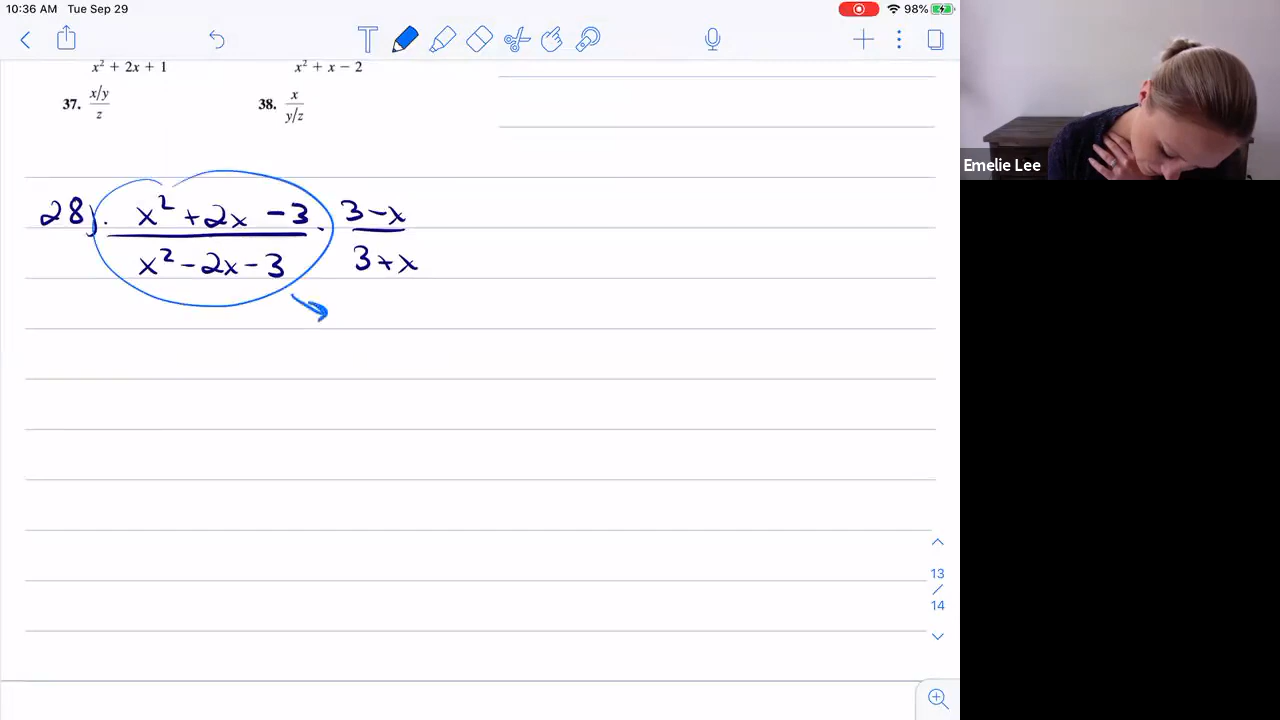 10:36 AM Tue Sep 29 98%
T
x² + 2x + 1 x² + x − 2
37. x/y / z 38. x / y/z
28). x² + 2x − 3 / x² − 2x − 3 · 3 − x / 3 + x
Emelie Lee
13
/
14